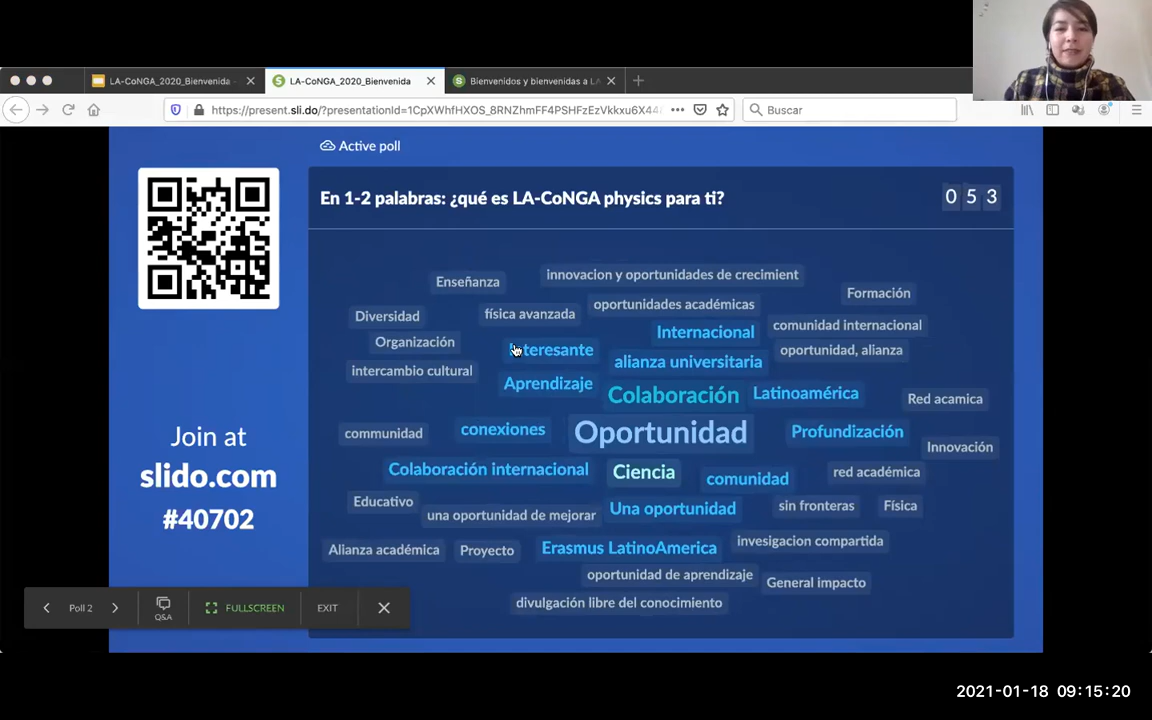 LA-CoNGA_2020_Bienvenida -
LA-CoNGA_2020_Bienvenida
Bienvenidos y bienvenidas a LA
https://present.sli.do/?presentationId=1CpXWhfHXOS_8RNZhmFF4PSHFzEzVkkxu6X44
Buscar
Active poll
En 1-2 palabras: ¿qué es LA-CoNGA physics para ti?
0 5 3
Enseñanza
innovacion y oportunidades de crecimient
Formación
Diversidad
física avanzada
oportunidades académicas
Organización
Internacional
comunidad internacional
Interesante
alianza universitaria
oportunidad, alianza
intercambio cultural
Aprendizaje
Colaboración
Latinoamérica
Red acamica
communidad
conexiones
Oportunidad
Profundización
Innovación
Colaboración internacional
Ciencia
comunidad
red académica
Educativo
una oportunidad de mejorar
Una oportunidad
sin fronteras
Física
Alianza académica
Proyecto
Erasmus LatinoAmerica
invesigacion compartida
oportunidad de aprendizaje
General impacto
divulgación libre del conocimiento
Join at
slido.com
#40702
Poll 2
Q&A
FULLSCREEN
EXIT
2021-01-18 09:15:20